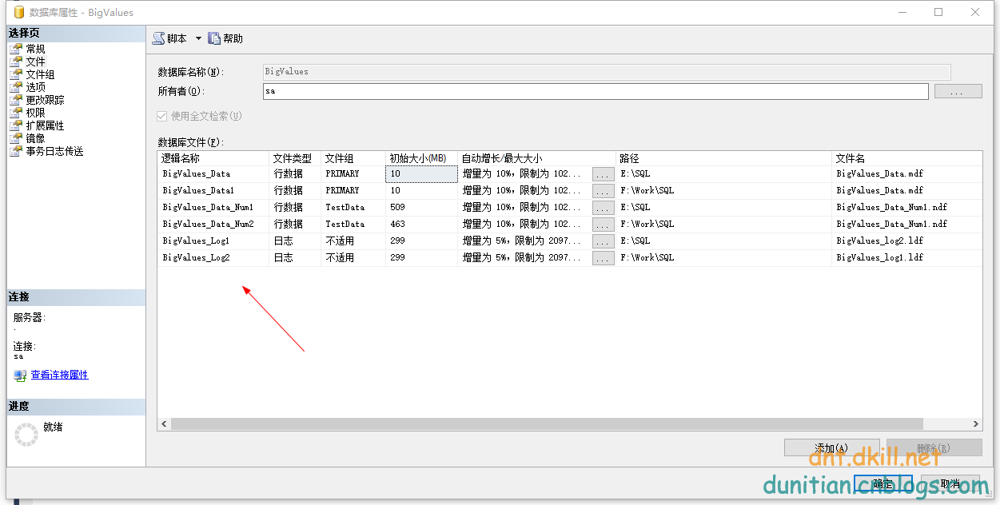 数据库属性 - BigValues
选择页
常规
文件
文件组
选项
更改跟踪
权限
扩展属性
镜像
事务日志传送
连接
服务器:
.
连接:
sa
查看连接属性
进度
就绪
脚本 帮助
数据库名称(N): BigValues
所有者(O): sa ...
使用全文检索(U)
数据库文件(F):
逻辑名称 文件类型 文件组 初始大小(MB) 自动增长/最大大小 路径 文件名
BigValues_Data 行数据 PRIMARY 10 增量为 10%，限制为 102... ... E:\SQL BigValues_Data.mdf
BigValues_Data1 行数据 PRIMARY 10 增量为 10%，限制为 102... ... F:\Work\SQL BigValues_Data.mdf
BigValues_Data_Num1 行数据 TestData 509 增量为 10%，限制为 102... ... E:\SQL BigValues_Data_Num1.ndf
BigValues_Data_Num2 行数据 TestData 463 增量为 10%，限制为 102... ... F:\Work\SQL BigValues_Data_Num1.ndf
BigValues_Log1 日志 不适用 299 增量为 5%，限制为 2097... ... E:\SQL BigValues_log2.ldf
BigValues_Log2 日志 不适用 299 增量为 5%，限制为 2097... ... F:\Work\SQL BigValues_log1.ldf
添加(A) 删除(R)
dnt.dkill.net
确定 取消
dunitian.cnblogs.com